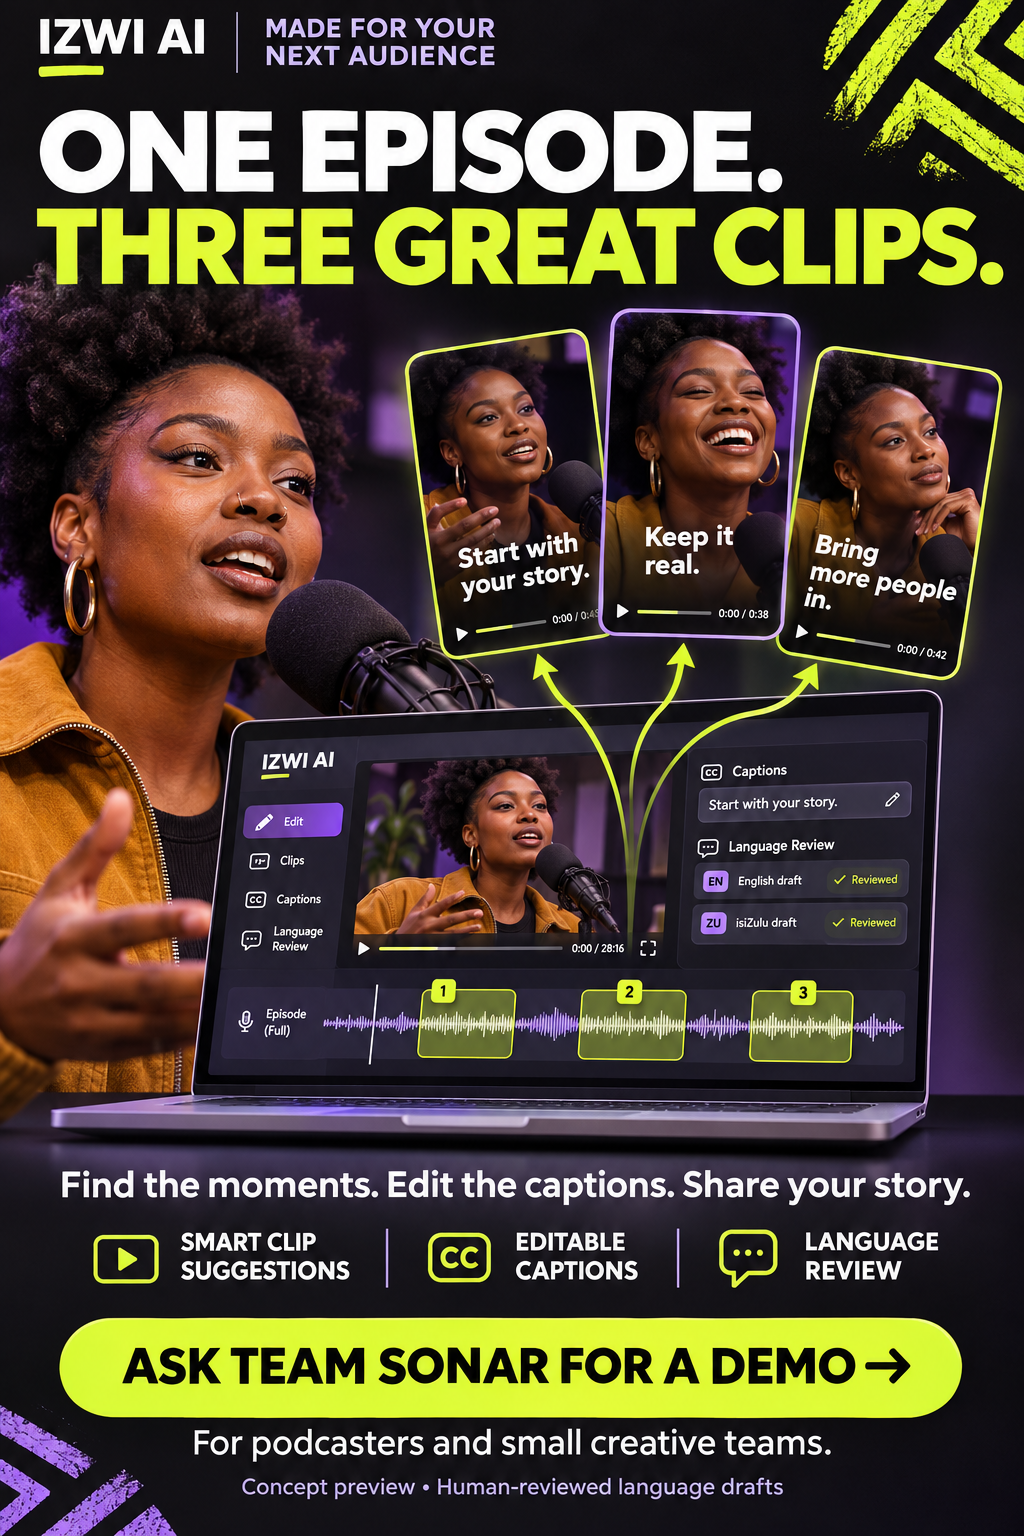 IZWI AI
MADE FOR YOUR
NEXT AUDIENCE
ONE EPISODE.
THREE GREAT CLIPS.
Start with
your story.
0:00 / 0:45
Keep it
real.
0:00 / 0:38
Bring
more people
in.
0:00 / 0:42
IZWI AI
Edit
Clips
Captions
Language
Review
0:00 / 28:16
CC Captions
Start with your story.
Language Review
EN English draft Reviewed
ZU isiZulu draft Reviewed
Episode
(Full)
1
2
3
Find the moments. Edit the captions. Share your story.
SMART CLIP
SUGGESTIONS
CC
EDITABLE
CAPTIONS
LANGUAGE
REVIEW
ASK TEAM SONAR FOR A DEMO →
For podcasters and small creative teams.
Concept preview • Human-reviewed language drafts